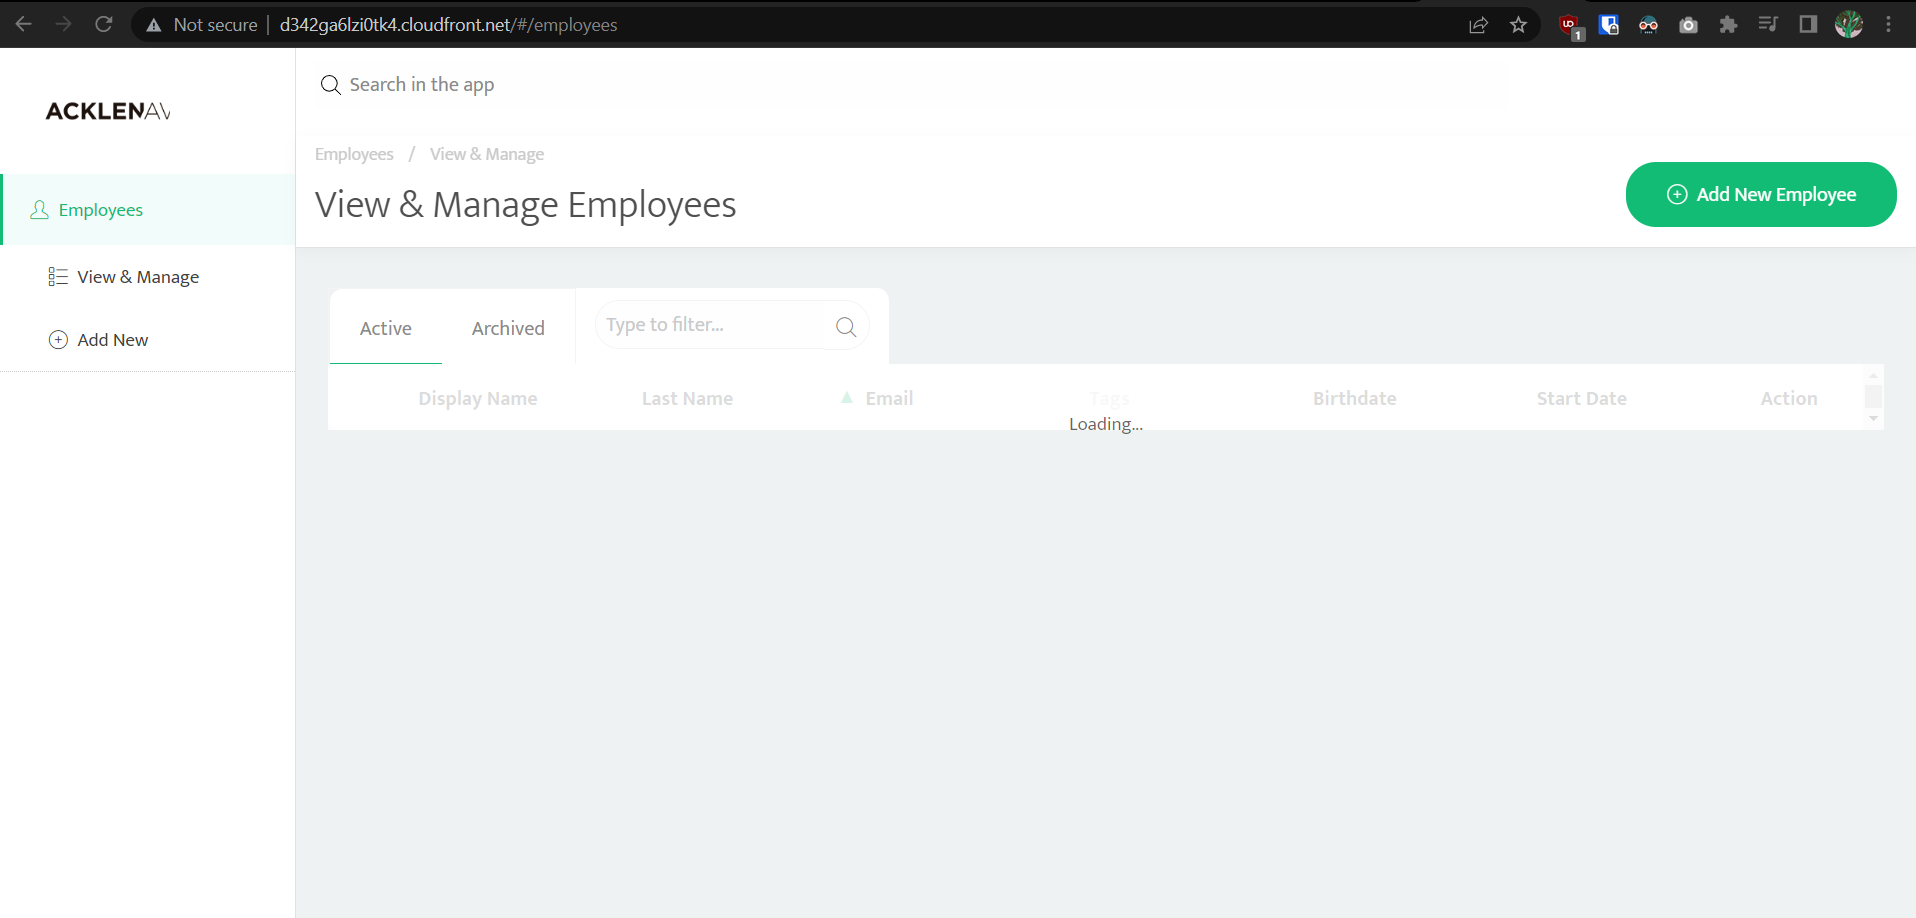 Not secure d342ga6lzi0tk4.cloudfront.net/#/employees
1
ACKLENAV
Search in the app
Employees / View & Manage
View & Manage Employees
Add New Employee
Employees
View & Manage
Add New
Active Archived Type to filter...
Display Name Last Name Email Tags Birthdate Start Date Action
Loading...